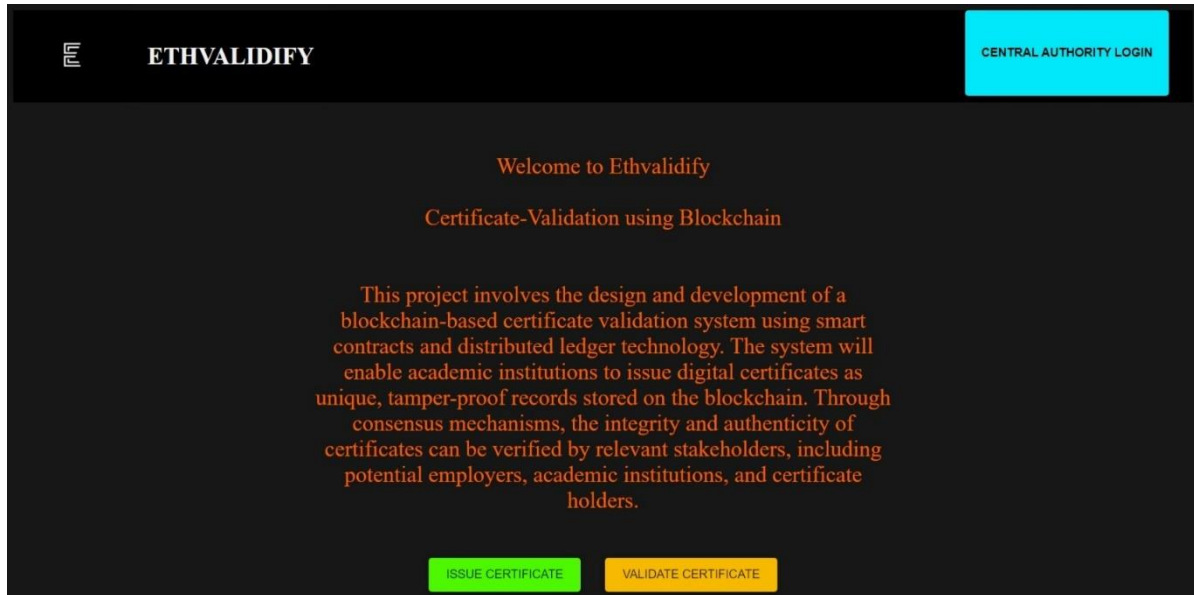 ETHVALIDIFY
CENTRAL AUTHORITY LOGIN
Welcome to Ethvalidify
Certificate-Validation using Blockchain
This project involves the design and development of a
blockchain-based certificate validation system using smart
contracts and distributed ledger technology. The system will
enable academic institutions to issue digital certificates as
unique, tamper-proof records stored on the blockchain. Through
consensus mechanisms, the integrity and authenticity of
certificates can be verified by relevant stakeholders, including
potential employers, academic institutions, and certificate
holders.
ISSUE CERTIFICATE
VALIDATE CERTIFICATE